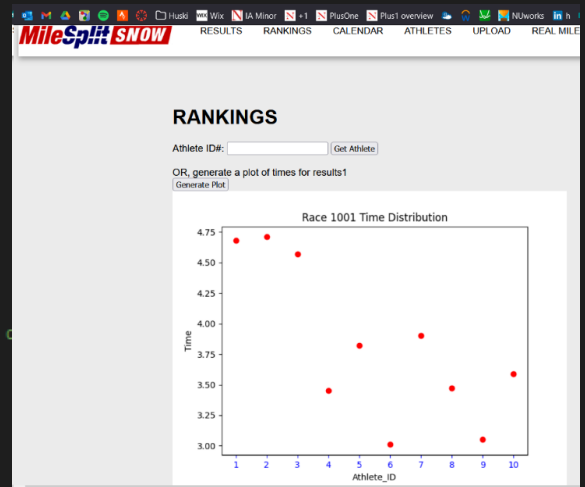 Huski WIX Wix N IA Minor N +1 N PlusOne N Plus1 overview NUworks in h
MileSplit SNOW RESULTS RANKINGS CALENDAR ATHLETES UPLOAD REAL MILE
RANKINGS
Athlete ID#: Get Athlete
OR, generate a plot of times for results1
Generate Plot
Race 1001 Time Distribution
4.75
4.50
4.25
4.00
3.75
3.50
3.25
3.00
Time
1 2 3 4 5 6 7 8 9 10
Athlete_ID